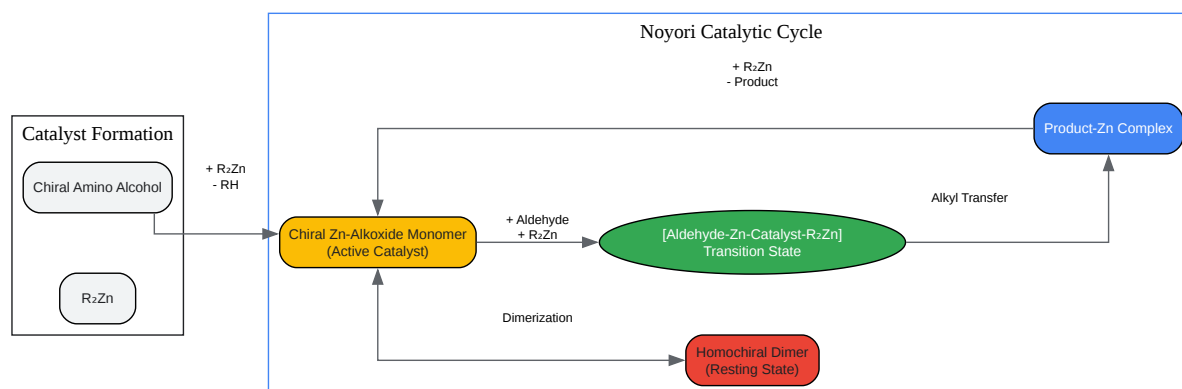 Noyori Catalytic Cycle
+ R₂Zn
- Product
Catalyst Formation
Product-Zn Complex
Chiral Amino Alcohol
+ R₂Zn
- RH
Alkyl Transfer
+ Aldehyde
+ R₂Zn
Chiral Zn-Alkoxide Monomer
(Active Catalyst)
[Aldehyde-Zn-Catalyst-R₂Zn]
Transition State
R₂Zn
Dimerization
Homochiral Dimer
(Resting State)